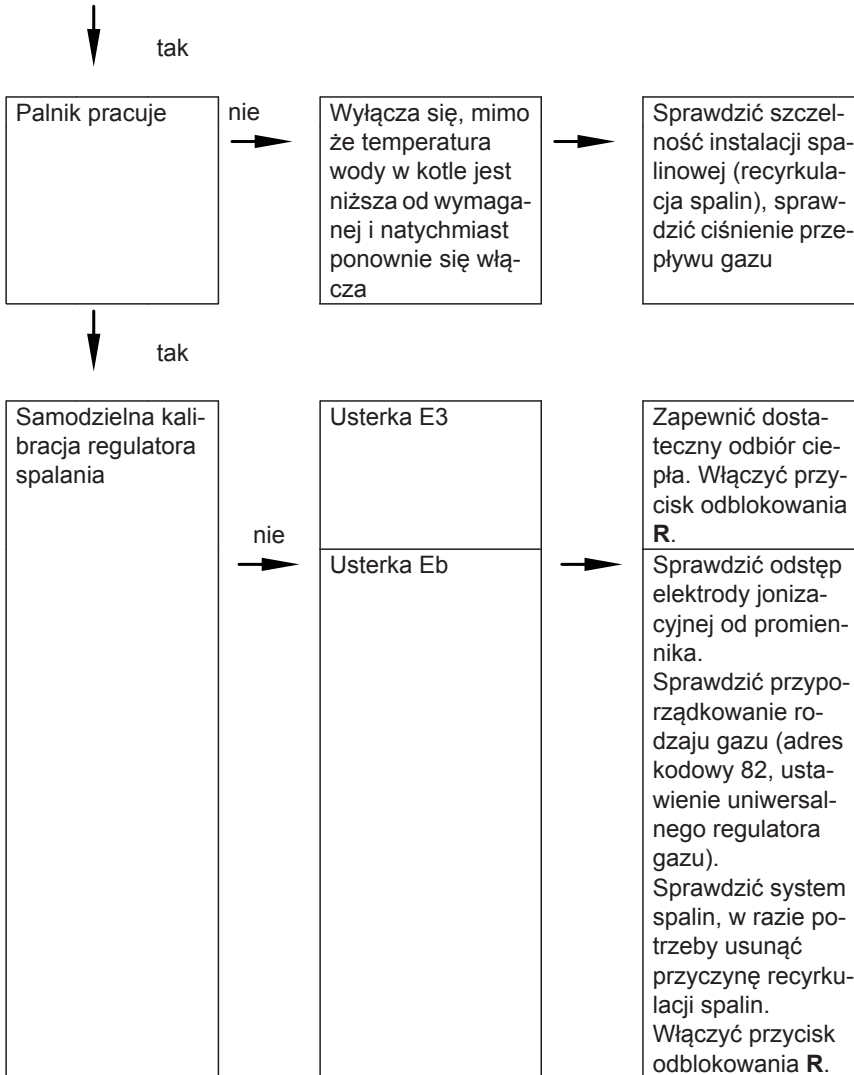 tak
Palnik pracuje
nie
Wyłącza się, mimo
że temperatura
wody w kotle jest
niższa od wymaga-
nej i natychmiast
ponownie się włą-
cza
Sprawdzić szczel-
ność instalacji spa-
linowej (recyrkula-
cja spalin), spraw-
dzić ciśnienie prze-
pływu gazu
tak
Samodzielna kali-
bracja regulatora
spalania
nie
Usterka E3
Zapewnić dosta-
teczny odbiór cie-
pła. Włączyć przy-
cisk odblokowania
R.
Usterka Eb
Sprawdzić odstęp
elektrody joniza-
cyjnej od promien-
nika.
Sprawdzić przypo-
rządkowanie ro-
dzaju gazu (adres
kodowy 82, usta-
wienie uniwersal-
nego regulatora
gazu).
Sprawdzić system
spalin, w razie po-
trzeby usunąć
przyczynę recyrku-
lacji spalin.
Włączyć przycisk
odblokowania R.